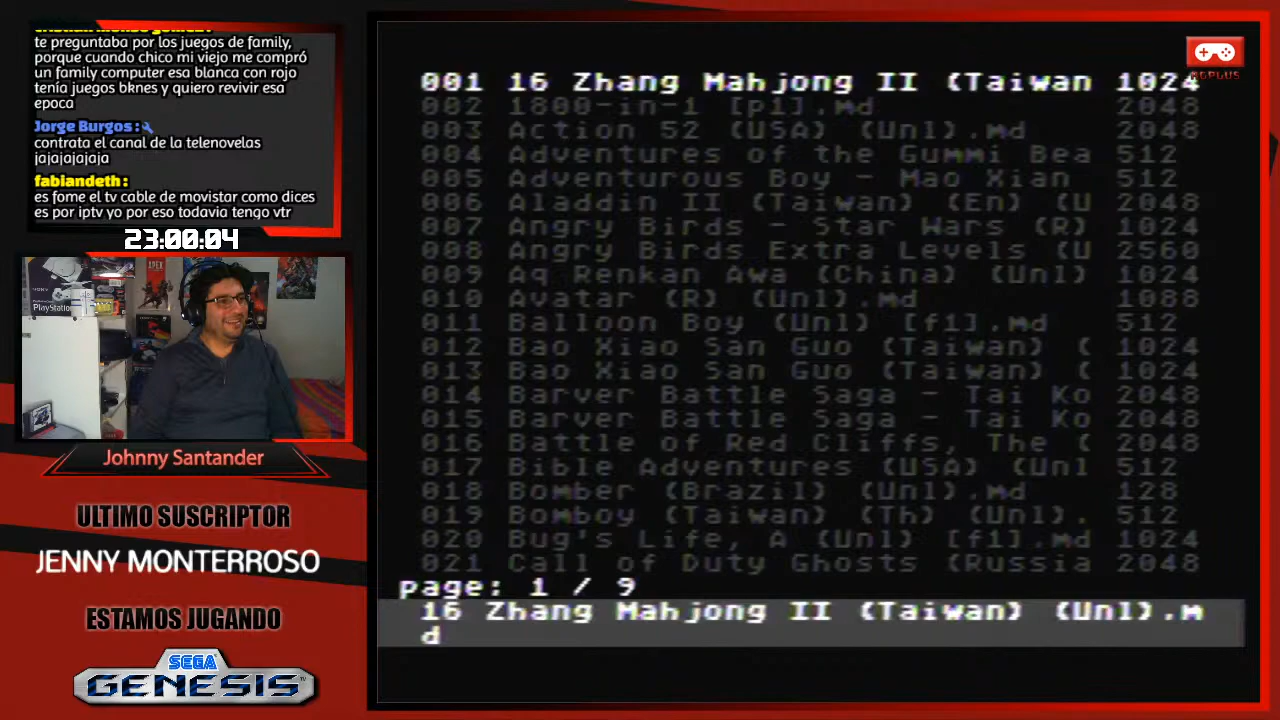 te preguntaba por los juegos de family,
porque cuando chico mi viejo me compró
un family computer esa blanca con rojo
tenía juegos bknes y quiero revivir esa
epoca
Jorge Burgos :
contrata el canal de la telenovelas
jajajajajaja
fabiandeth :
es fome el tv cable de movistar como dices
es por iptv yo por eso todavia tengo vtr
23:00:04
Johnny Santander
ULTIMO SUSCRIPTOR
JENNY MONTERROSO
ESTAMOS JUGANDO
SEGA
GENESIS
MGPLUS
001 16 Zhang Mahjong II (Taiwan 1024
002 1800-in-1 [p1].md 2048
003 Action 52 (USA) (Unl).md 2048
004 Adventures of the Gummi Bea 512
005 Adventurous Boy - Mao Xian 512
006 Aladdin II (Taiwan) (En) (U 2048
007 Angry Birds - Star Wars (R) 1024
008 Angry Birds Extra Levels (U 2560
009 Ao Renkan Awa (China) (Unl) 1024
010 Avatar (R) (Unl).md 1088
011 Balloon Boy (Unl) [f1].md 512
012 Bao Xiao San Guo (Taiwan) ( 1024
013 Bao Xiao San Guo (Taiwan) ( 1024
014 Barver Battle Saga - Tai Ko 2048
015 Barver Battle Saga - Tai Ko 2048
016 Battle of Red Cliffs, The ( 2048
017 Bible Adventures (USA) (Unl 512
018 Bomber (Brazil) (Unl).md 128
019 Bomboy (Taiwan) (Th) (Unl). 512
020 Bug's Life, A (Unl) [f1].md 1024
021 Call of Duty Ghosts (Russia 2048
page: 1 / 9
16 Zhang Mahjong II (Taiwan) (Unl).m
d